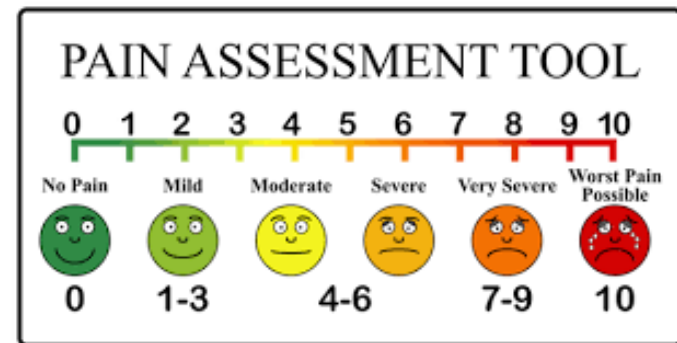 PAIN ASSESSMENT TOOL
0 1 2 3 4 5 6 7 8 9 10
No Pain Mild Moderate Severe Very Severe Worst Pain
Possible
0 1-3 4-6 7-9 10